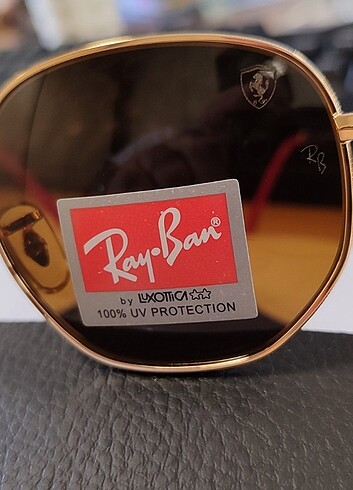 RB
Ray-Ban®
by LUXOTTICA
100% UV PROTECTION